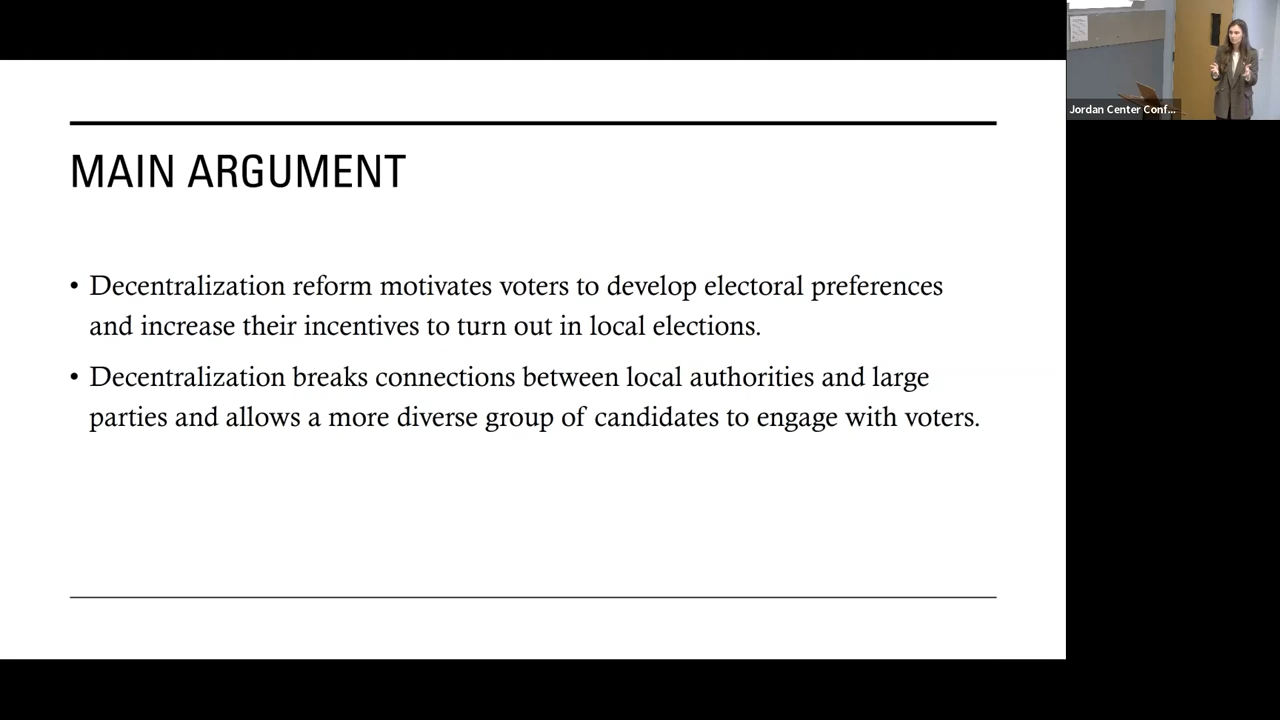 MAIN ARGUMENT
• Decentralization reform motivates voters to develop electoral preferences
and increase their incentives to turn out in local elections.
• Decentralization breaks connections between local authorities and large
parties and allows a more diverse group of candidates to engage with voters.
Jordan Center Conf...